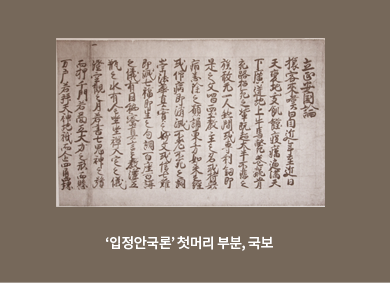 立正安国論
旅客来嘆曰自近年至近日
天変地夭飢饉疫癘遍満天
下広迸地上牛馬斃巷骸骨
充路招死之輩既超大半不悲之
族敢無一人然間或専利剣即
是之文唱西土教主之名或持衆
病悉除之願誦東方如来之経
或仰病即消滅不老不死之詞
崇法華真実之妙文或信七難
即滅七福即生之句調百座百講
之儀有因秘密真言之教灑五
瓶之水有全坐禅入定之儀
澄空観之月若書七鬼神之号
而押千門若図五大力之形而懸
万戸若拝天神地祇而企四角四堺
‘입정안국론’ 첫머리 부분, 국보